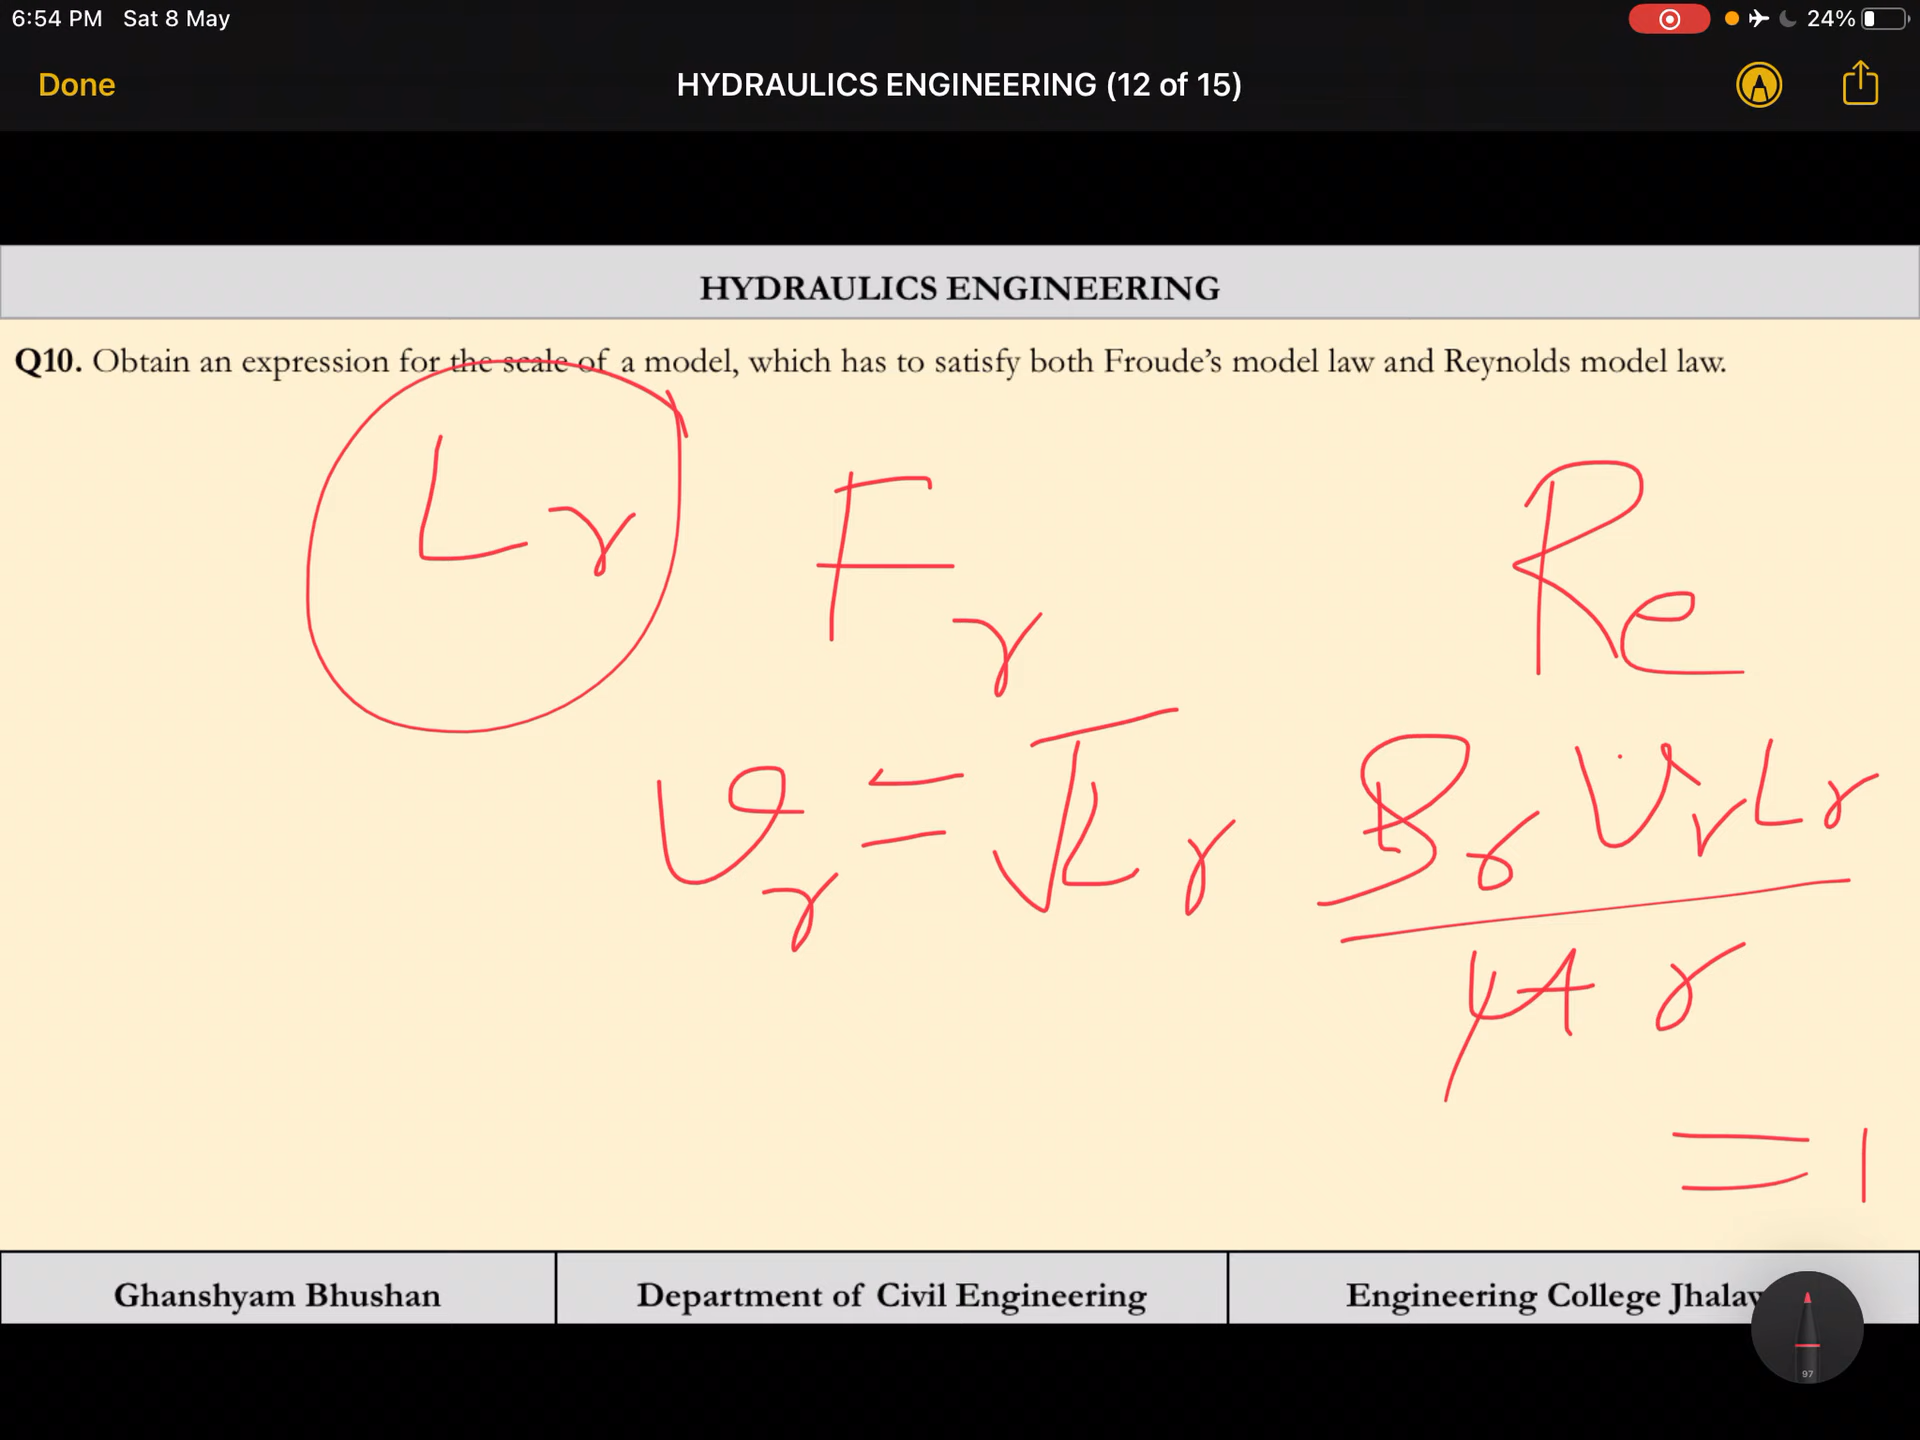 6:54 PM Sat 8 May
24%
Done
HYDRAULICS ENGINEERING (12 of 15)
HYDRAULICS ENGINEERING
Q10. Obtain an expression for the scale of a model, which has to satisfy both Froude's model law and Reynolds model law.
Lr
Fr
Re
Vr = √Lr
ρr Vr Lr
μr
= 1
Ghanshyam Bhushan
Department of Civil Engineering
Engineering College
97